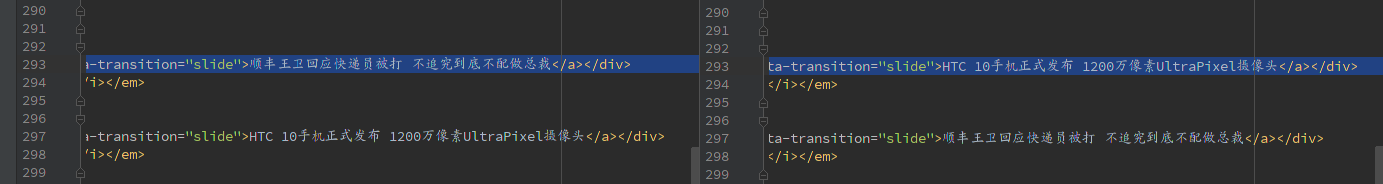 290
291
292
293 a-transition="slide">顺丰王卫回应快递员被打 不追究到底不配做总裁</a></div>
294 /i></em>
295
296
297 a-transition="slide">HTC 10手机正式发布 1200万像素UltraPixel摄像头</a></div>
298 /i></em>
299
290
291
292
293 ta-transition="slide">HTC 10手机正式发布 1200万像素UltraPixel摄像头</a></div>
294 </i></em>
295
296
297 ta-transition="slide">顺丰王卫回应快递员被打 不追究到底不配做总裁</a></div>
298 </i></em>
299